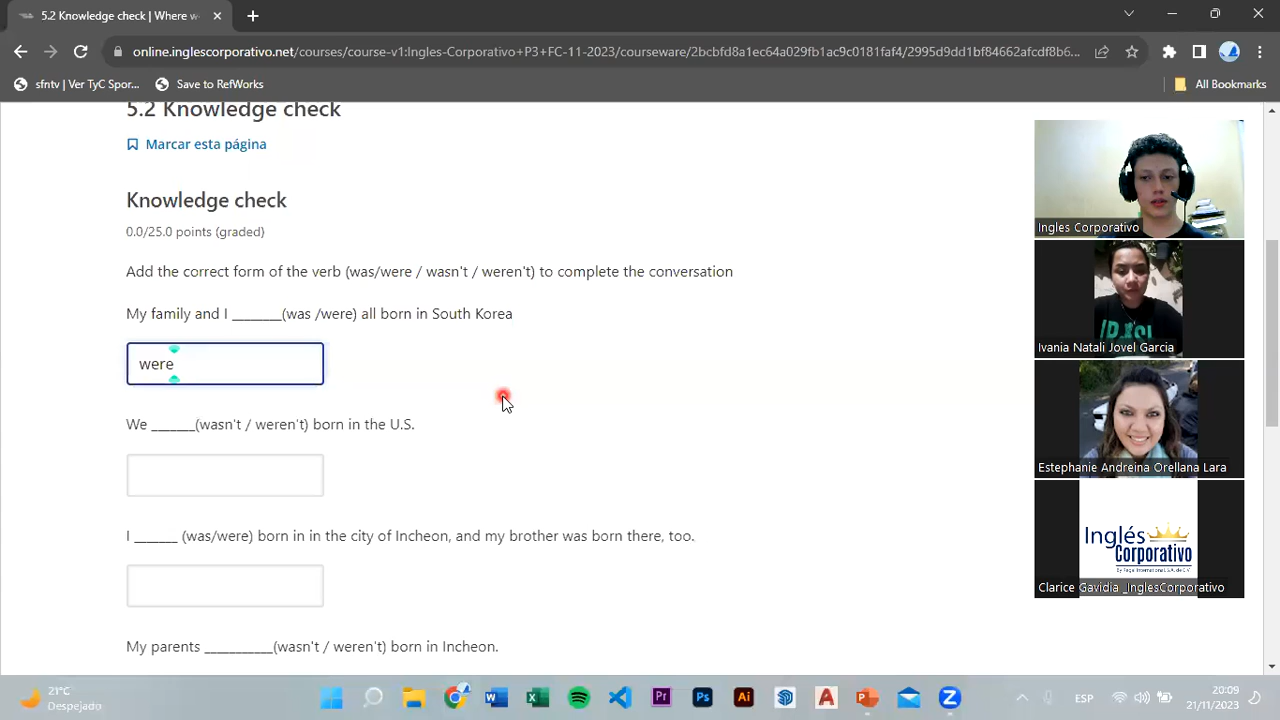 5.2 Knowledge check | Where w
online.inglescorporativo.net/courses/course-v1:Ingles-Corporativo+P3+FC-11-2023/courseware/2bcbfd8a1ec64a029fb1ac9c0181faf4/2995d9dd1bf84662afcdf8b6...
sfntv | Ver TyC Spor...
Save to RefWorks
All Bookmarks
5.2 Knowledge check
Marcar esta página
Knowledge check
0.0/25.0 points (graded)
Add the correct form of the verb (was/were / wasn't / weren't) to complete the conversation
My family and I ________(was /were) all born in South Korea
were
We _______(wasn't / weren't) born in the U.S.
I _______ (was/were) born in in the city of Incheon, and my brother was born there, too.
My parents ___________(wasn't / weren't) born in Incheon.
Ingles Corporativo
Ivania Natali Jovel Garcia
Estephanie Andreina Orellana Lara
Inglés
Corporativo
Clarice Gavidia _InglesCorporativo
21°C
Despejado
ESP
20:09
21/11/2023